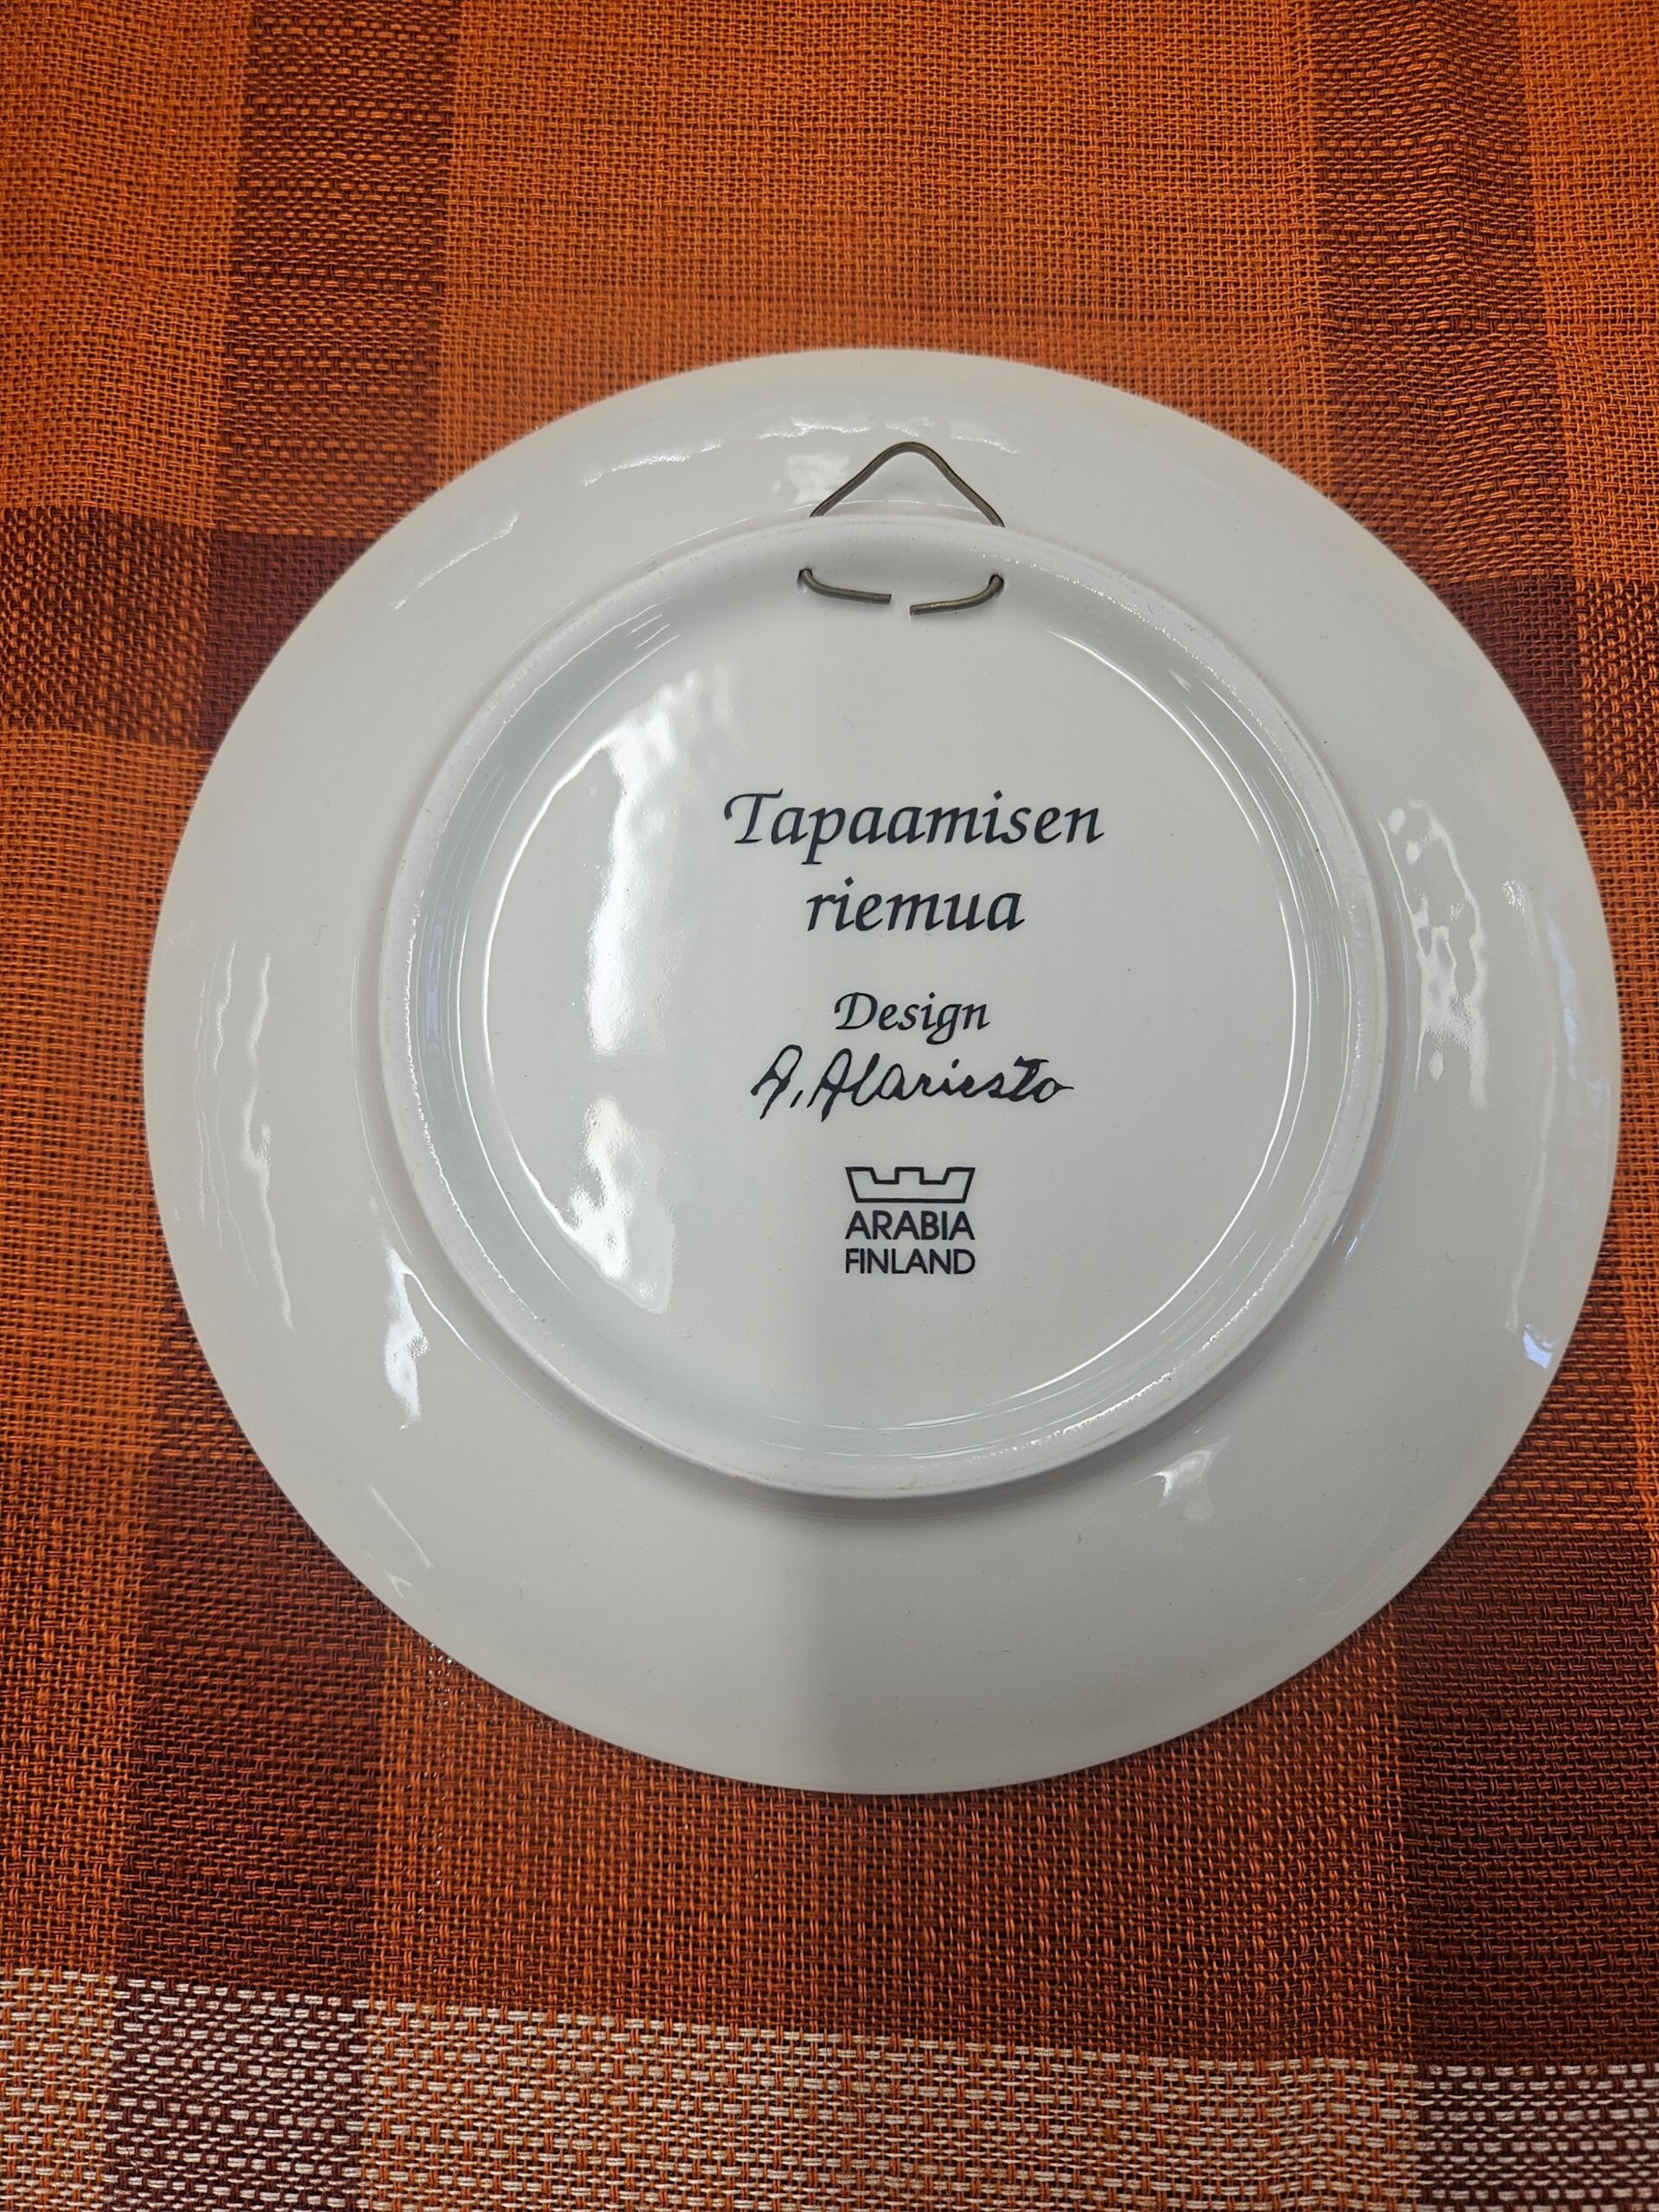 Tapaamisen
riemua
Design
A. Alariesto
ARABIA
FINLAND